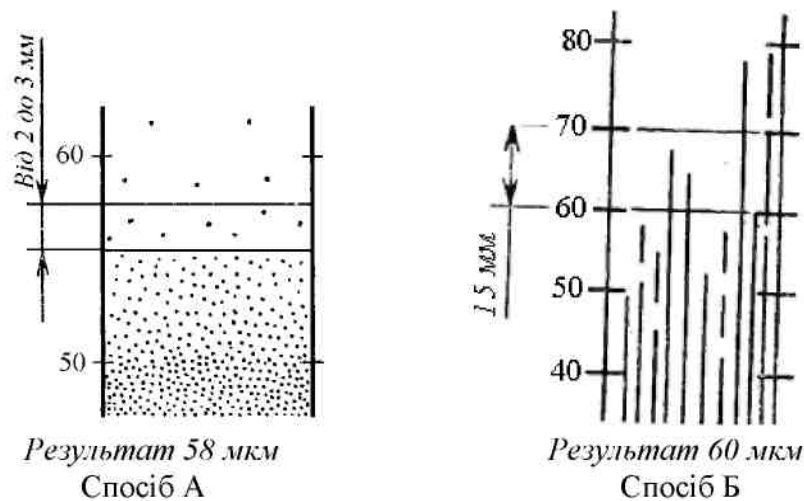 Від 2 до 3 мм
60
50
Результат 58 мкм
Спосіб А
80
70
60
50
40
15 мм
Результат 60 мкм
Спосіб Б